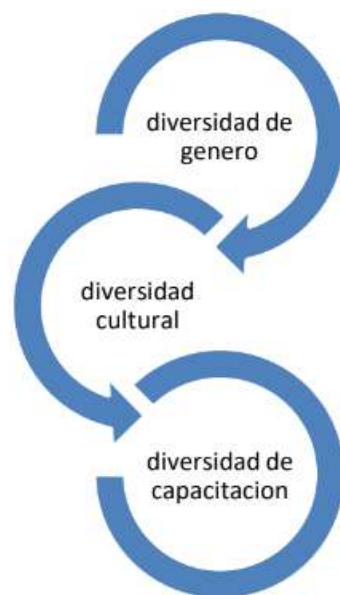 diversidad de
genero
diversidad
cultural
diversidad de
capacitacion